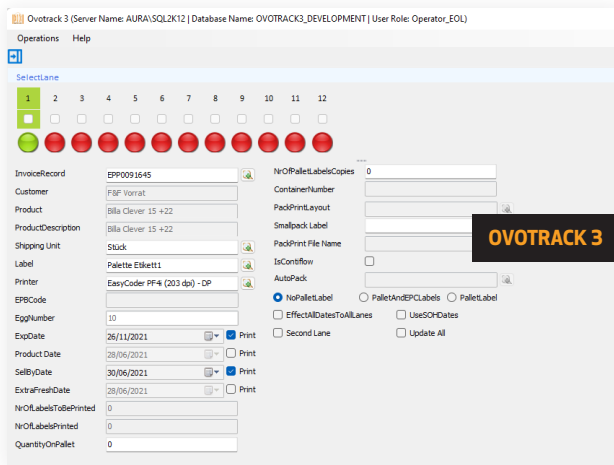 Ovotrack 3 (Server Name: AURA\SQL2K12 | Database Name: OVOTRACK3_DEVELOPMENT | User Role: Operator_EOL)
Operations Help
SelectLane
1 2 3 4 5 6 7 8 9 10 11 12
InvoiceRecord EPP0091645
Customer F&F Vorrat
Product Billa Clever 15 +22
ProductDescription Billa Clever 15 +22
Shipping Unit Stück
Label Palette Etikett1
Printer EasyCoder PF4i (203 dpi) - DP
EPBCode
EggNumber 10
ExpDate 26/11/2021 Print
Product Date 28/06/2021 Print
SellByDate 30/06/2021 Print
ExtraFreshDate 28/06/2021 Print
NrOfLabelsToBePrinted 0
NrOfLabelsPrinted 0
QuantityOnPallet 0
NrOfPalletLabelsCopies 0
ContainerNumber
PackPrintLayout
Smallpack Label
PackPrint File Name
IsContiflow
AutoPack
NoPalletLabel PalletAndEPCLabels PalletLabel
EffectAllDatesToAllLanes UseSOHDates
Second Lane Update All
OVOTRACK 3